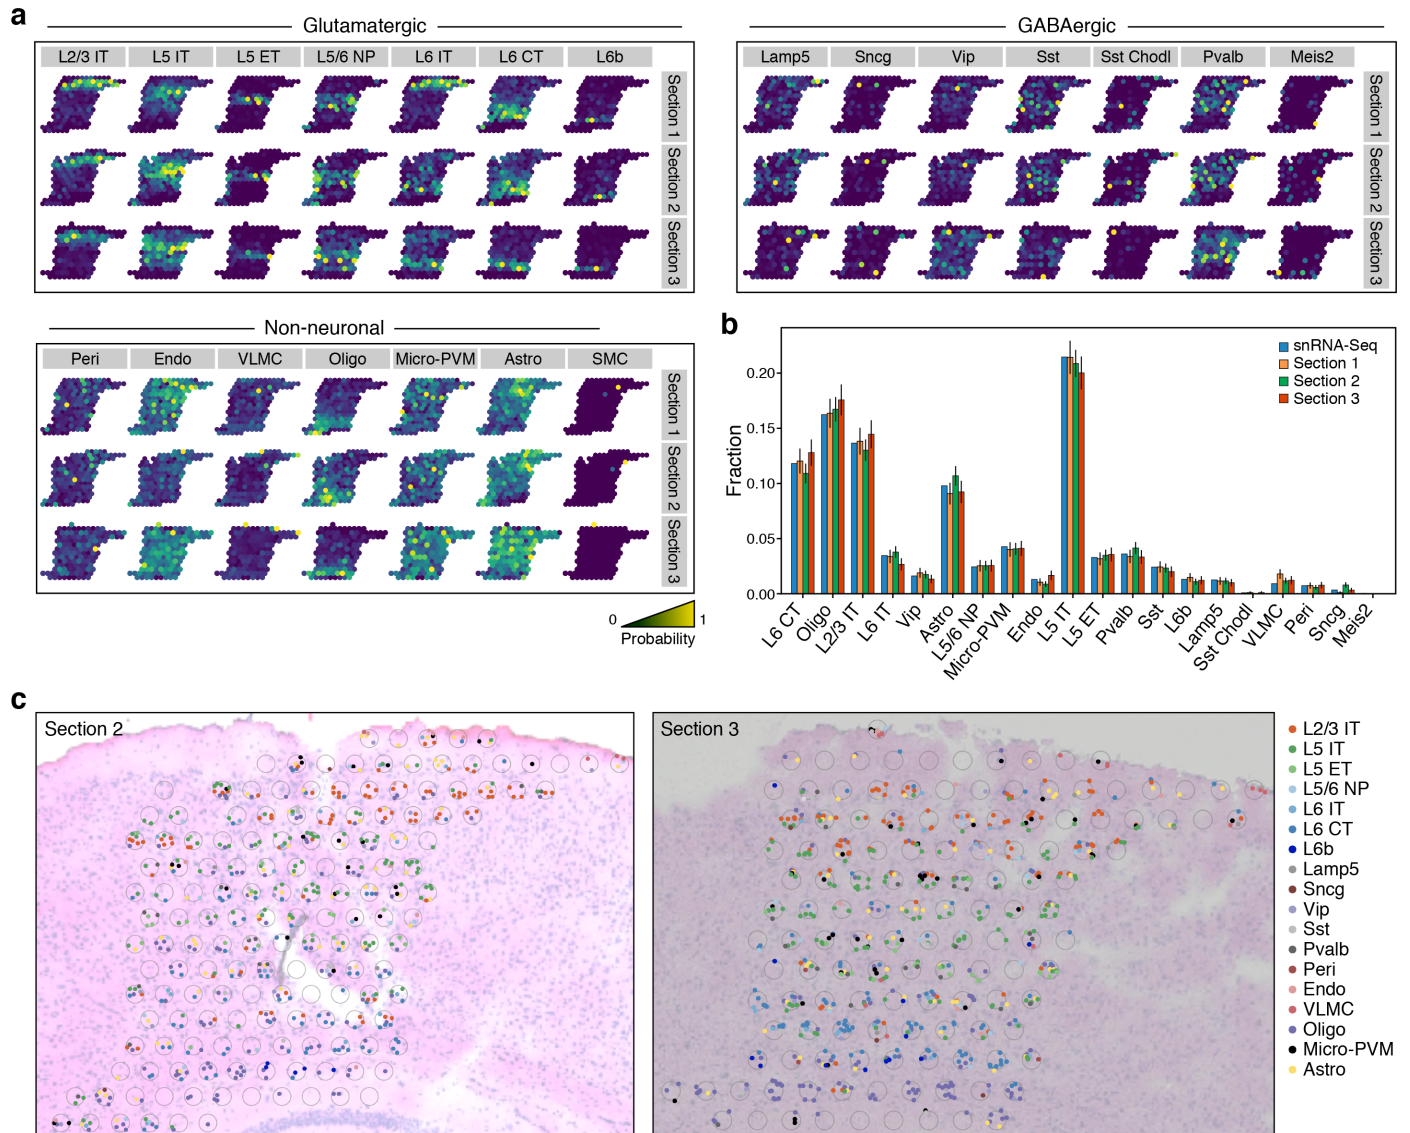 a
Glutamatergic
GABAergic
L2/3 IT L5 IT L5 ET L5/6 NP L6 IT L6 CT L6b
Lamp5 Sncg Vip Sst Sst Chodl Pvalb Meis2
Section 1
Section 2
Section 3
Section 1
Section 2
Section 3
Non-neuronal
Peri Endo VLMC Oligo Micro-PVM Astro SMC
Section 1
Section 2
Section 3
0 1
Probability
b
Fraction
0.20
0.15
0.10
0.05
0.00
snRNA-Seq
Section 1
Section 2
Section 3
L6 CT Oligo L2/3 IT L6 IT Vip Astro L5/6 NP Micro-PVM Endo L5 IT L5 ET Pvalb Sst L6b Lamp5 Sst Chodl VLMC Peri Sncg Meis2
c
Section 2
Section 3
L2/3 IT
L5 IT
L5 ET
L5/6 NP
L6 IT
L6 CT
L6b
Lamp5
Sncg
Vip
Sst
Pvalb
Peri
Endo
VLMC
Oligo
Micro-PVM
Astro